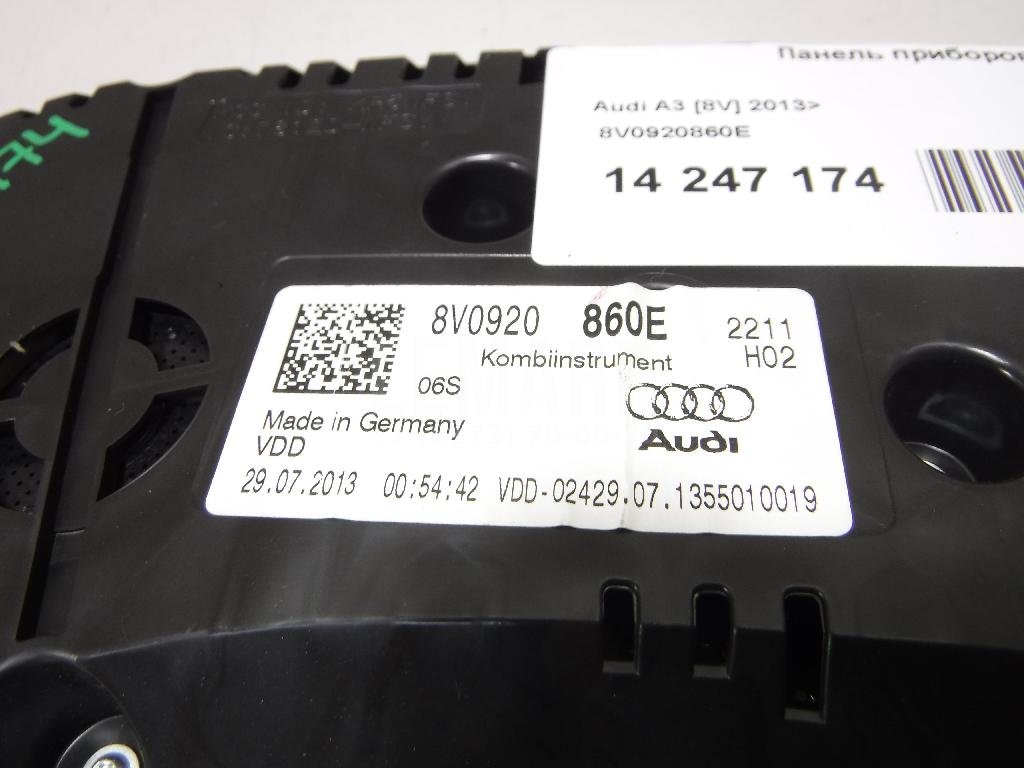 Панель приборов
Audi A3 [8V] 2013>
8V0920860E
14 247 174
74
8V0920 860E 2211
Kombiinstrument H02
06S
Audi
Made in Germany
VDD
29.07.2013 00:54:42 VDD-02429.07.1355010019